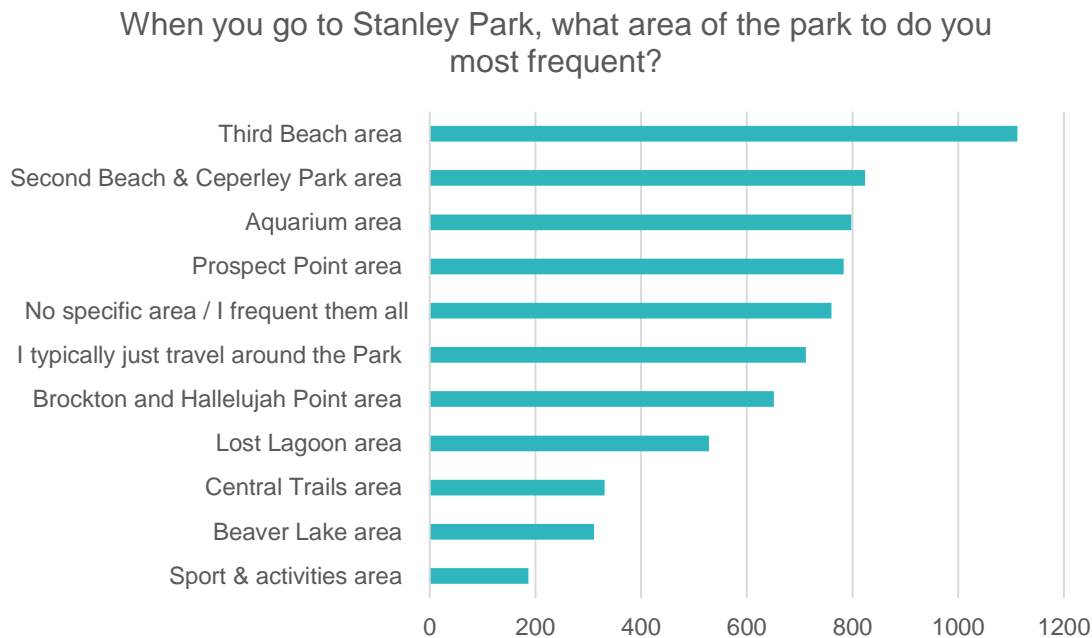 When you go to Stanley Park, what area of the park to do you
most frequent?
Third Beach area
Second Beach & Ceperley Park area
Aquarium area
Prospect Point area
No specific area / I frequent them all
I typically just travel around the Park
Brockton and Hallelujah Point area
Lost Lagoon area
Central Trails area
Beaver Lake area
Sport & activities area
0 200 400 600 800 1000 1200